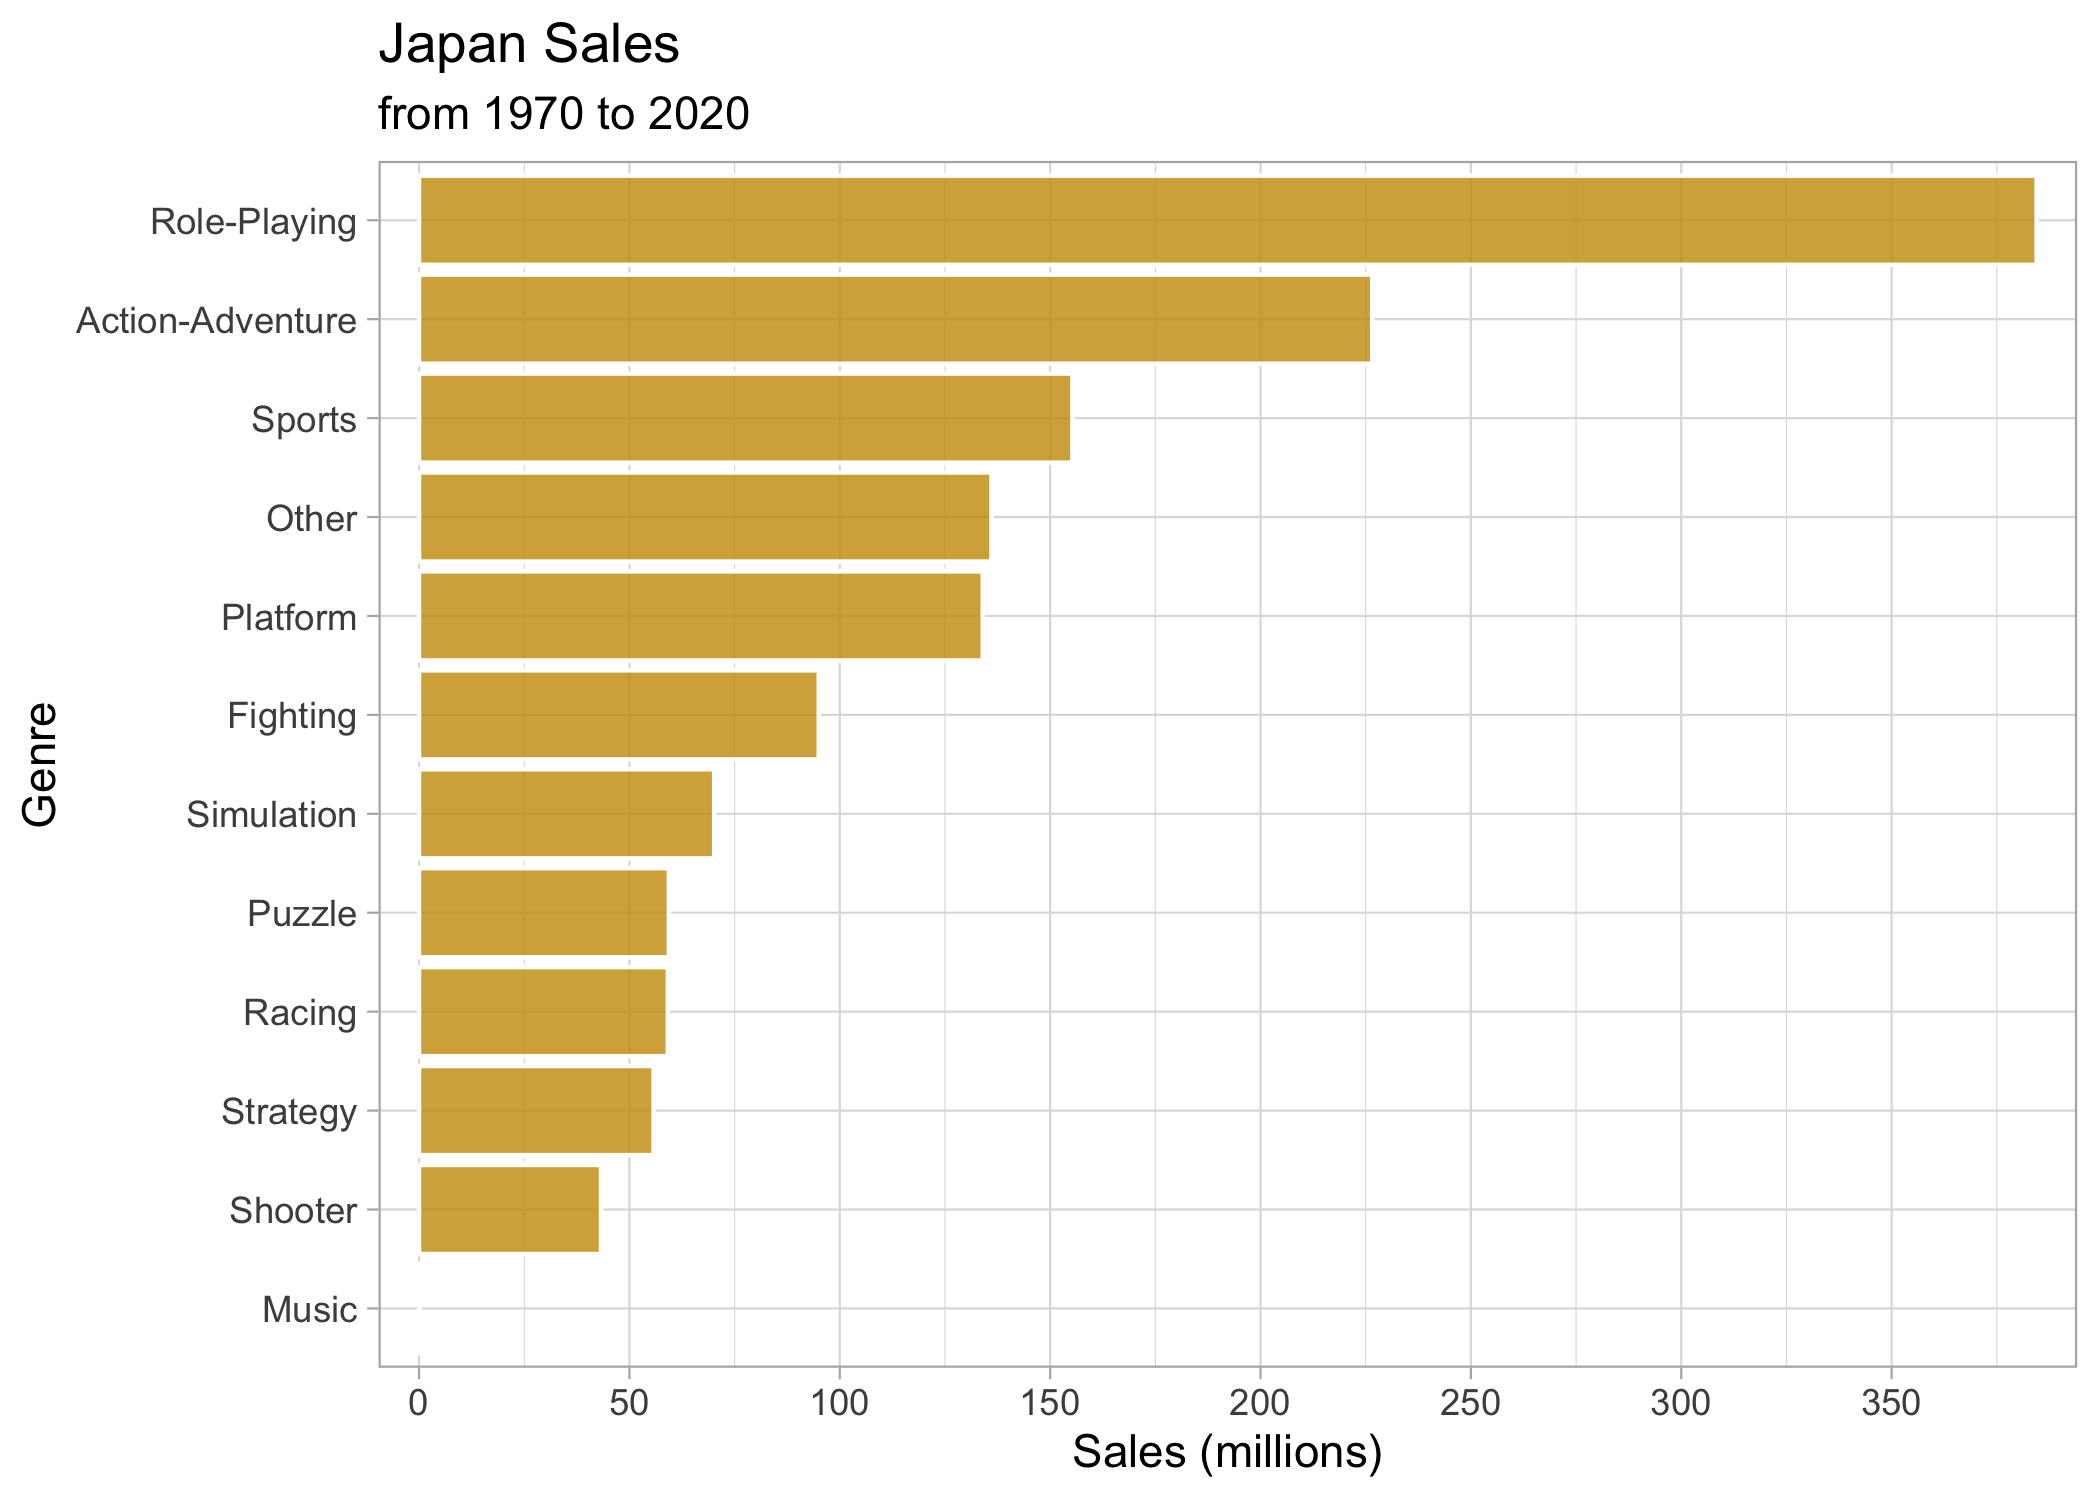 Japan Sales
from 1970 to 2020
Genre
Role-Playing
Action-Adventure
Sports
Other
Platform
Fighting
Simulation
Puzzle
Racing
Strategy
Shooter
Music
0 50 100 150 200 250 300 350
Sales (millions)